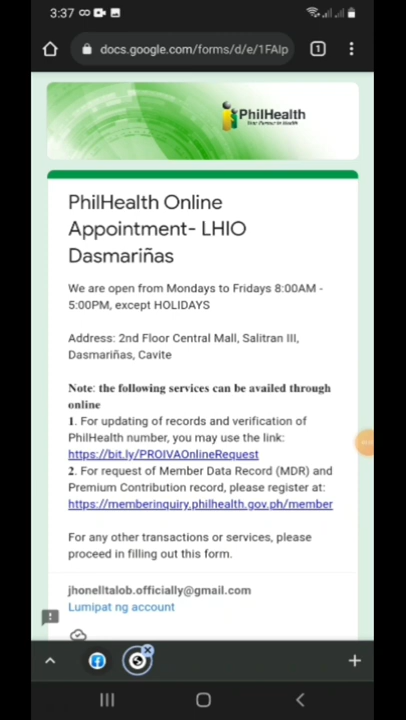 3:37
docs.google.com/forms/d/e/1FAIp
1
PhilHealth
Your Partner in Health
PhilHealth Online
Appointment- LHIO
Dasmariñas
We are open from Mondays to Fridays 8:00AM -
5:00PM, except HOLIDAYS
Address: 2nd Floor Central Mall, Salitran III,
Dasmariñas, Cavite
Note: the following services can be availed through
online
1. For updating of records and verification of
PhilHealth number, you may use the link:
https://bit.ly/PROIVAOnlineRequest
2. For request of Member Data Record (MDR) and
Premium Contribution record, please register at:
https://memberinquiry.philhealth.gov.ph/member
For any other transactions or services, please
proceed in filling out this form.
jhonelltalob.officially@gmail.com
Lumipat ng account